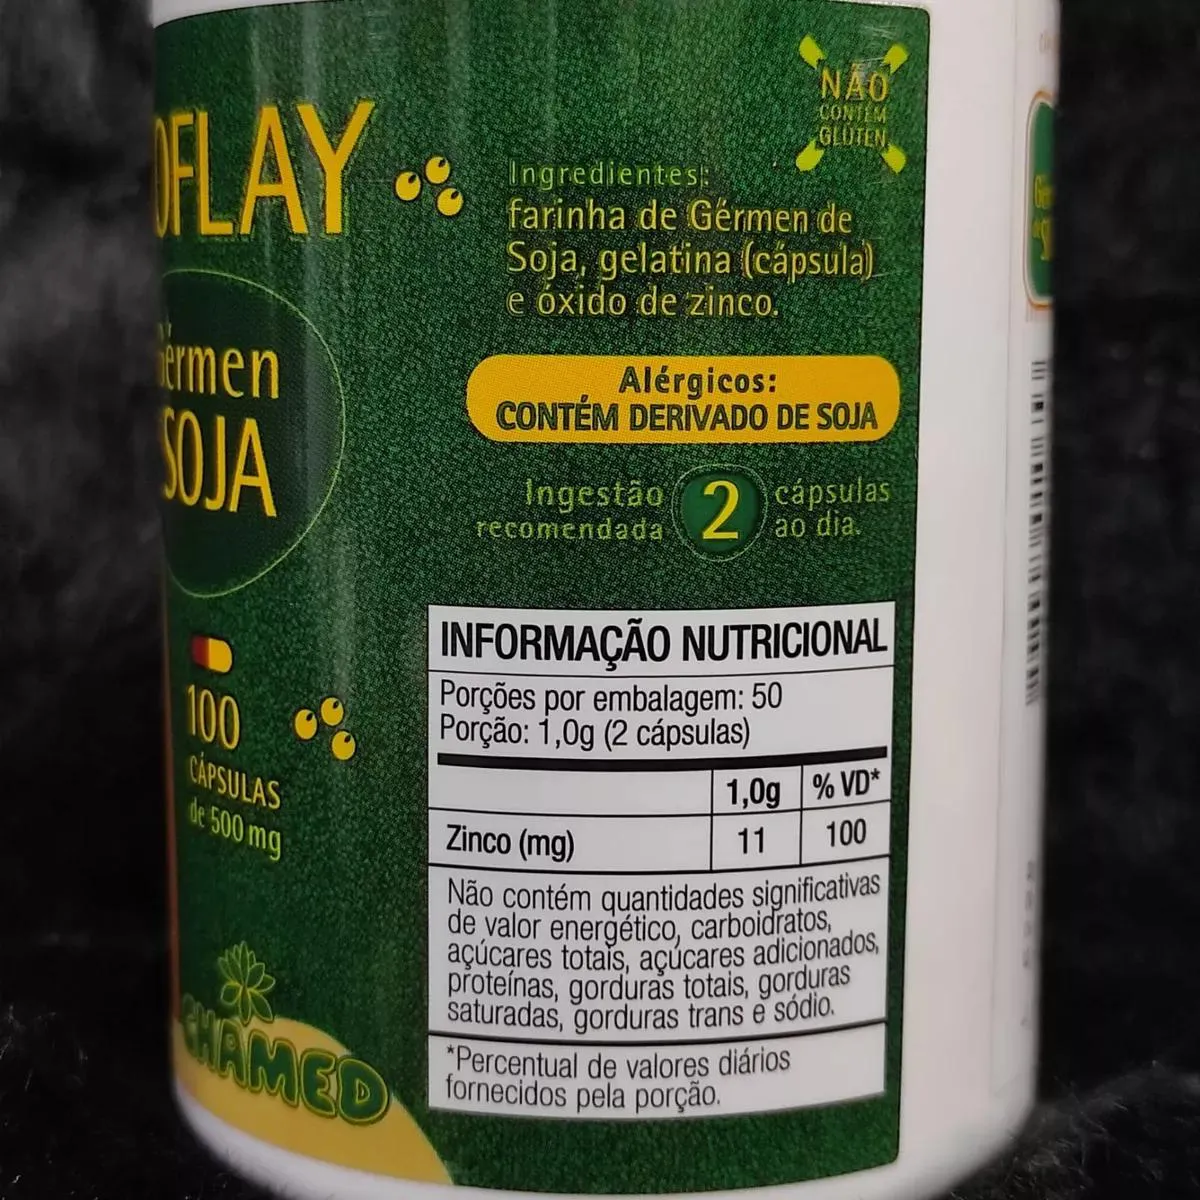 OFLAY
Gérmen
SOJA
100
CÁPSULAS
de 500 mg
CHAMED
NÃO
CONTÉM
GLÚTEN
Ingredientes:
farinha de Gérmen de
Soja, gelatina (cápsula)
e óxido de zinco.
Alérgicos:
CONTÉM DERIVADO DE SOJA
Ingestão recomendada 2 cápsulas ao dia.
INFORMAÇÃO NUTRICIONAL
Porções por embalagem: 50
Porção: 1,0g (2 cápsulas)
1,0g % VD*
Zinco (mg) 11 100
Não contém quantidades significativas
de valor energético, carboidratos,
açúcares totais, açúcares adicionados,
proteínas, gorduras totais, gorduras
saturadas, gorduras trans e sódio.
*Percentual de valores diários
fornecidos pela porção.